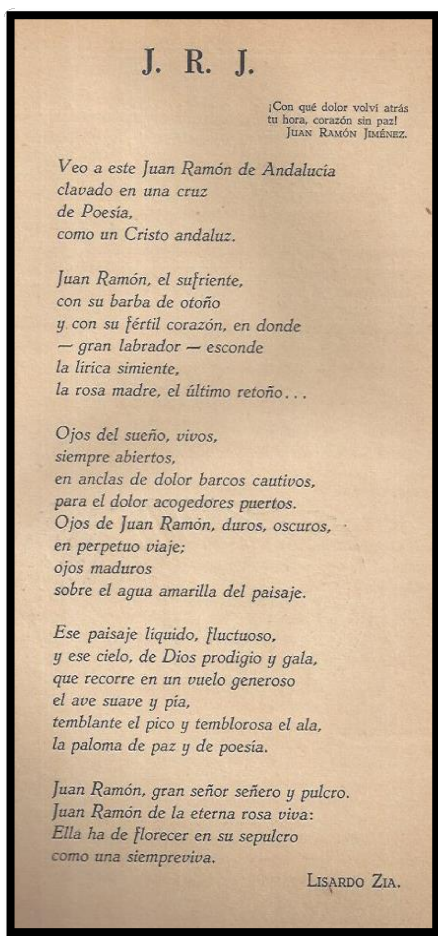 J. R. J.
¡Con qué dolor volví atrás
tu hora, corazón sin paz!
JUAN RAMÓN JIMÉNEZ.
Veo a este Juan Ramón de Andalucía
clavado en una cruz
de Poesía,
como un Cristo andaluz.
Juan Ramón, el sufriente,
con su barba de otoño
y con su fértil corazón, en donde
— gran labrador — esconde
la lírica simiente,
la rosa madre, el último retoño...
Ojos del sueño, vivos,
siempre abiertos,
en anclas de dolor barcos cautivos,
para el dolor acogedores puertos.
Ojos de Juan Ramón, duros, oscuros,
en perpetuo viaje;
ojos maduros
sobre el agua amarilla del paisaje.
Ese paisaje líquido, fluctuoso,
y ese cielo, de Dios prodigio y gala,
que recorre en un vuelo generoso
el ave suave y pía,
temblante el pico y temblorosa el ala,
la paloma de paz y de poesía.
Juan Ramón, gran señor señero y pulcro.
Juan Ramón de la eterna rosa viva:
Ella ha de florecer en su sepulcro
como una siempreviva.
LISARDO ZIA.